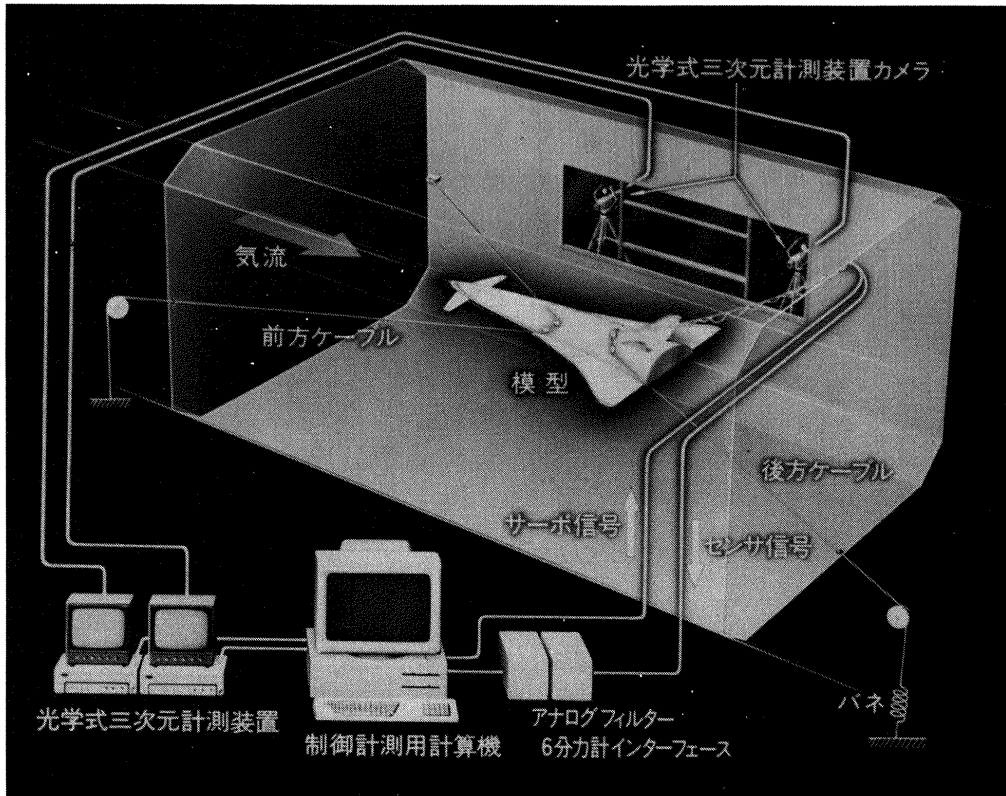 光学式三次元計測装置カメラ
気流
前方ケーブル
模型
後方ケーブル
サーボ信号
センサ信号
バネ
光学式三次元計測装置
制御計測用計算機
アナログフィルター
6分力計インターフェース